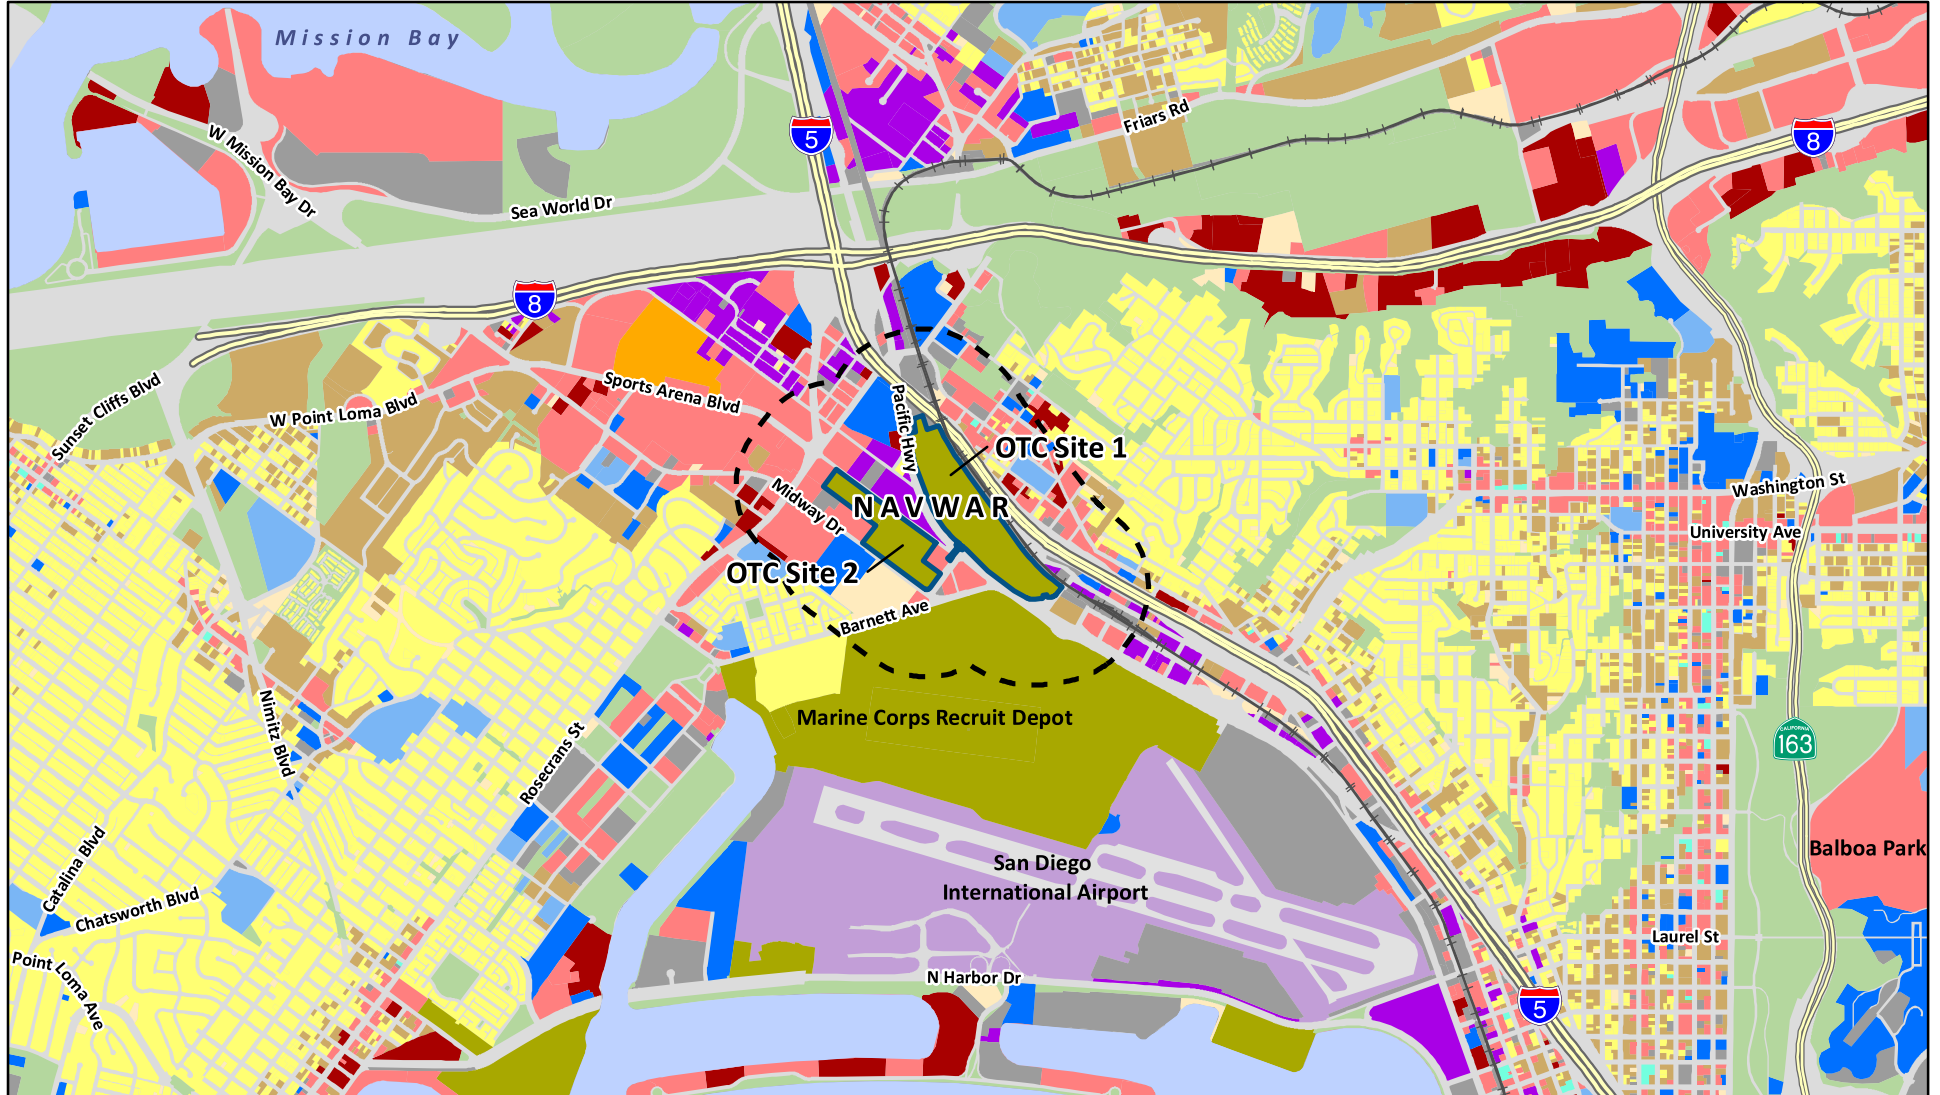 Mission Bay
W Mission Bay Dr
Sea World Dr
5
Friars Rd
8
8
Sunset Cliffs Blvd
W Point Loma Blvd
Sports Arena Blvd
Pacific Hwy
OTC Site 1
Midway Dr
NAVWAR
OTC Site 2
Barnett Ave
Washington St
University Ave
Marine Corps Recruit Depot
Nimitz Blvd
Rosecrans St
CALIFORNIA
163
San Diego
International Airport
Balboa Park
Catalina Blvd
Chatsworth Blvd
Point Loma Ave
N Harbor Dr
Laurel St
5